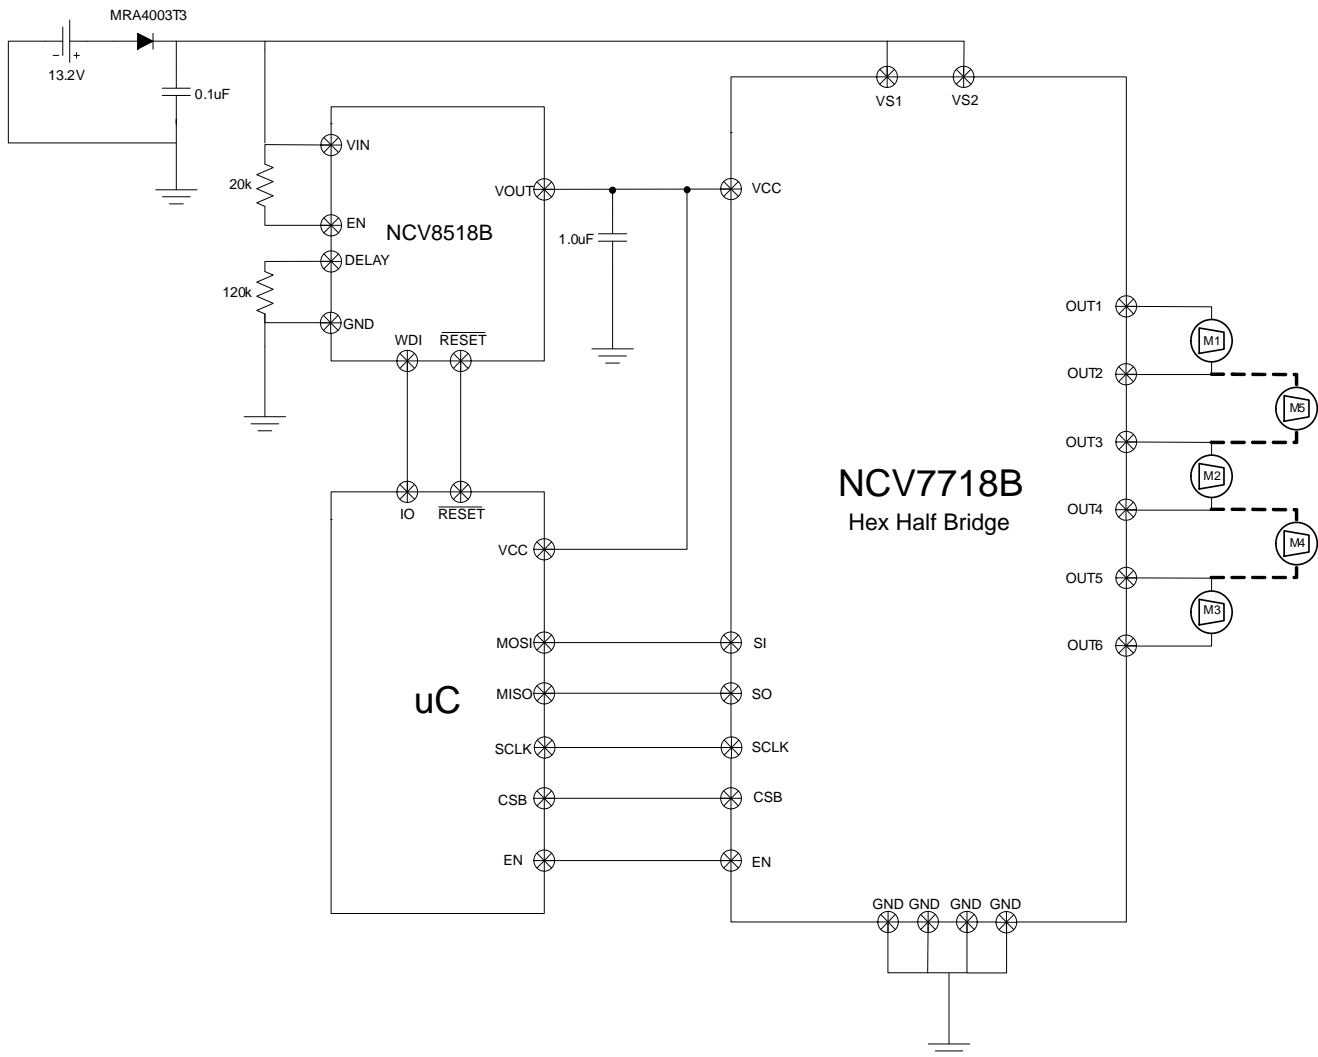 MRA4003T3
13.2V
0.1uF
VS1
VS2
VIN
20k
VOUT
VCC
EN
NCV8518B
1.0uF
DELAY
120k
GND
WDI
RESET
OUT1
M1
OUT2
M5
OUT3
M2
NCV7718B
Hex Half Bridge
IO
RESET
OUT4
VCC
M4
OUT5
M3
OUT6
MOSI
SI
uC
MISO
SO
SCLK
SCLK
CSB
CSB
EN
EN
GND
GND
GND
GND